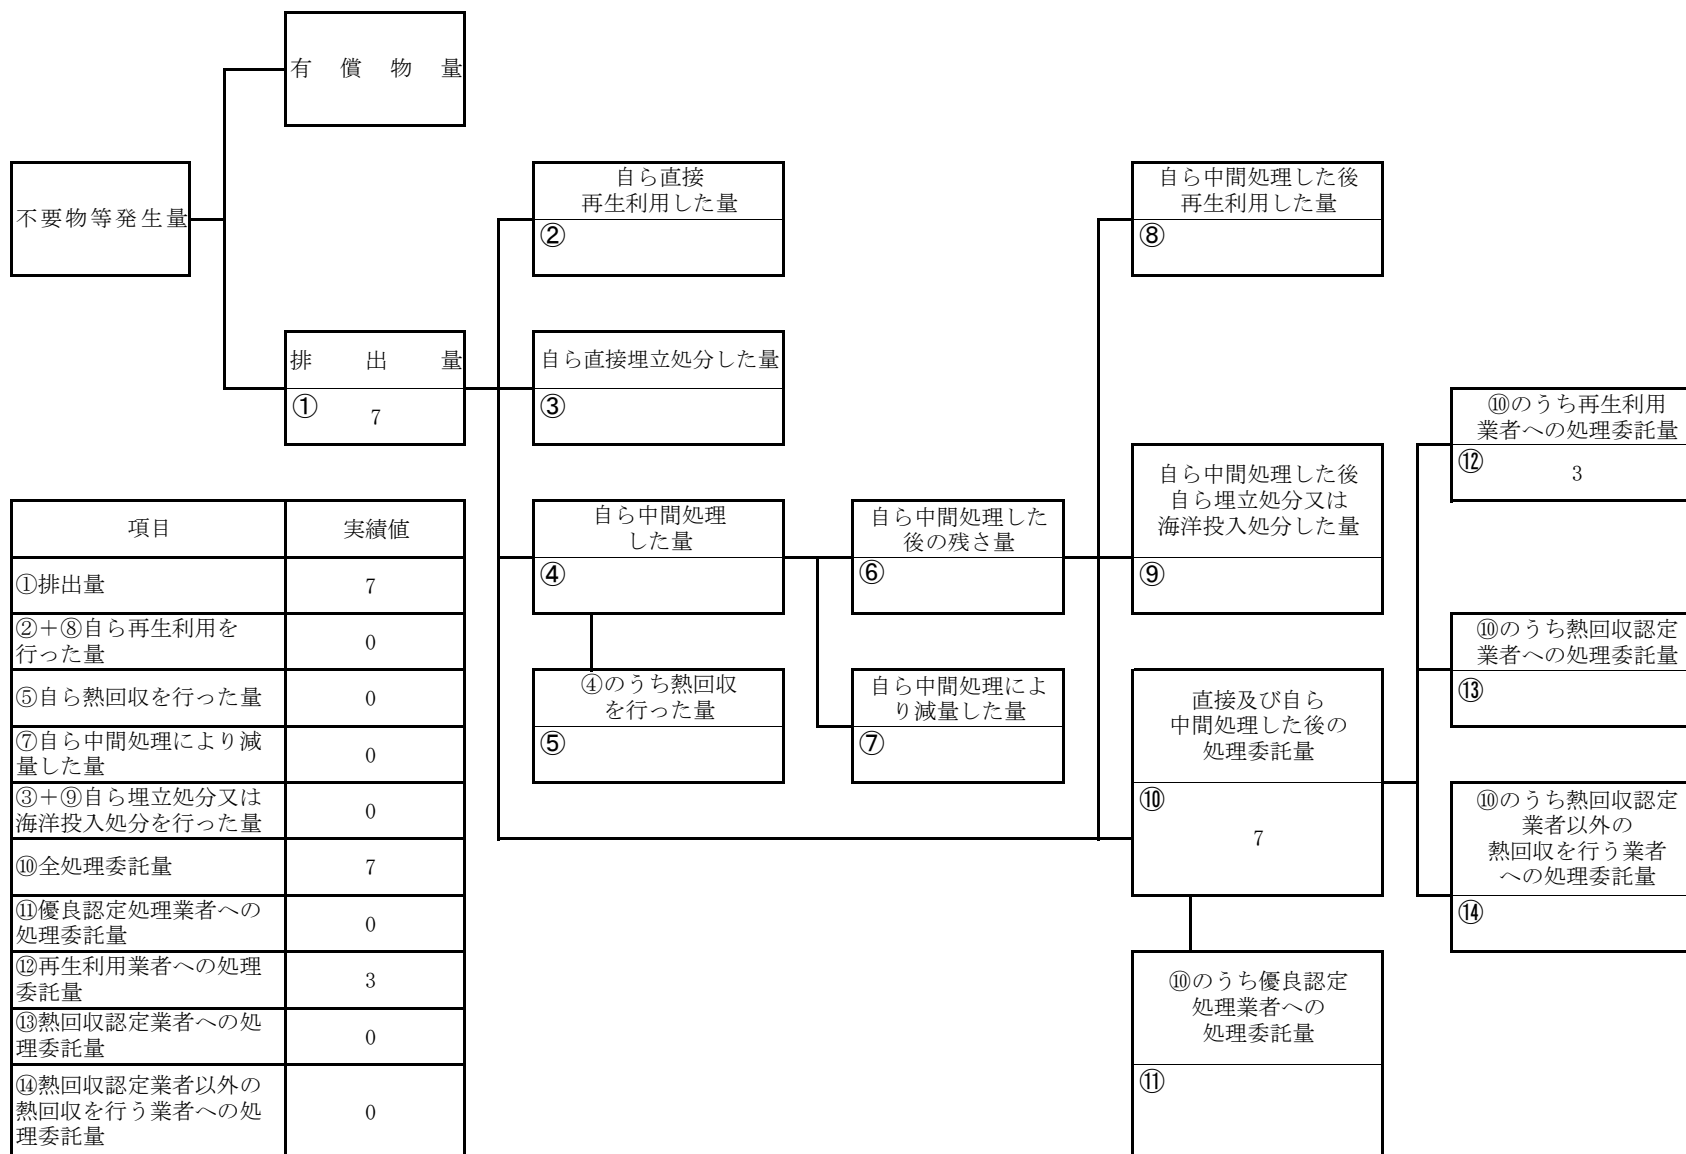 有償物量
不要物等発生量
自ら直接
再生利用した量
②
自ら中間処理した後
再生利用した量
⑧
排出量
① 7
自ら直接埋立処分した量
③
⑩のうち再生利用
業者への処理委託量
⑫ 3
自ら中間処理した後
自ら埋立処分又は
海洋投入処分した量
⑨
自ら中間処理
した量
④
自ら中間処理した
後の残さ量
⑥
④のうち熱回収
を行った量
⑤
自ら中間処理によ
り減量した量
⑦
直接及び自ら
中間処理した後の
処理委託量
⑩
7
⑩のうち熱回収認定
業者への処理委託量
⑬
⑩のうち熱回収認定
業者以外の
熱回収を行う業者
への処理委託量
⑭
⑩のうち優良認定
処理業者への
処理委託量
⑪
項目 実績値
①排出量 7
②+⑧自ら再生利用を
行った量 0
⑤自ら熱回収を行った量 0
⑦自ら中間処理により減
量した量 0
③+⑨自ら埋立処分又は
海洋投入処分を行った量 0
⑩全処理委託量 7
⑪優良認定処理業者への
処理委託量 0
⑫再生利用業者への処理
委託量 3
⑬熱回収認定業者への処
理委託量 0
⑭熱回収認定業者以外の
熱回収を行う業者への処
理委託量 0